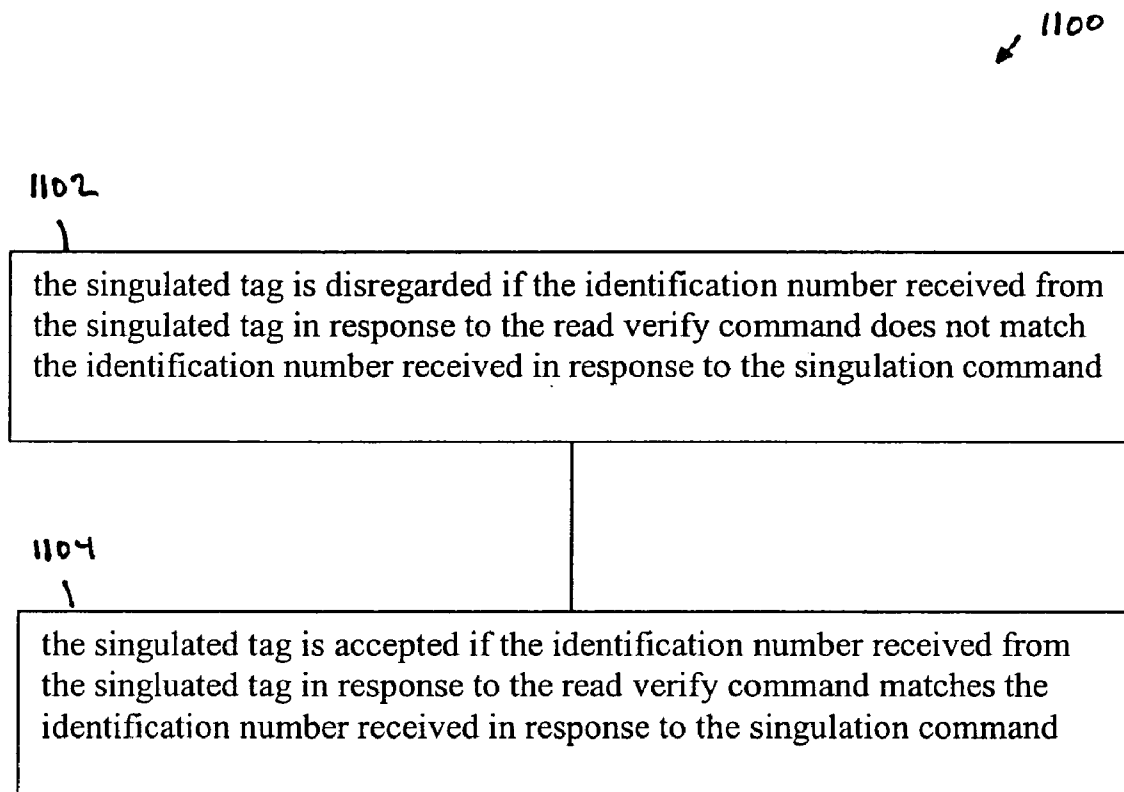 1100
1102
the singulated tag is disregarded if the identification number received from
the singulated tag in response to the read verify command does not match
the identification number received in response to the singulation command
1104
the singulated tag is accepted if the identification number received from
the singluated tag in response to the read verify command matches the
identification number received in response to the singulation command